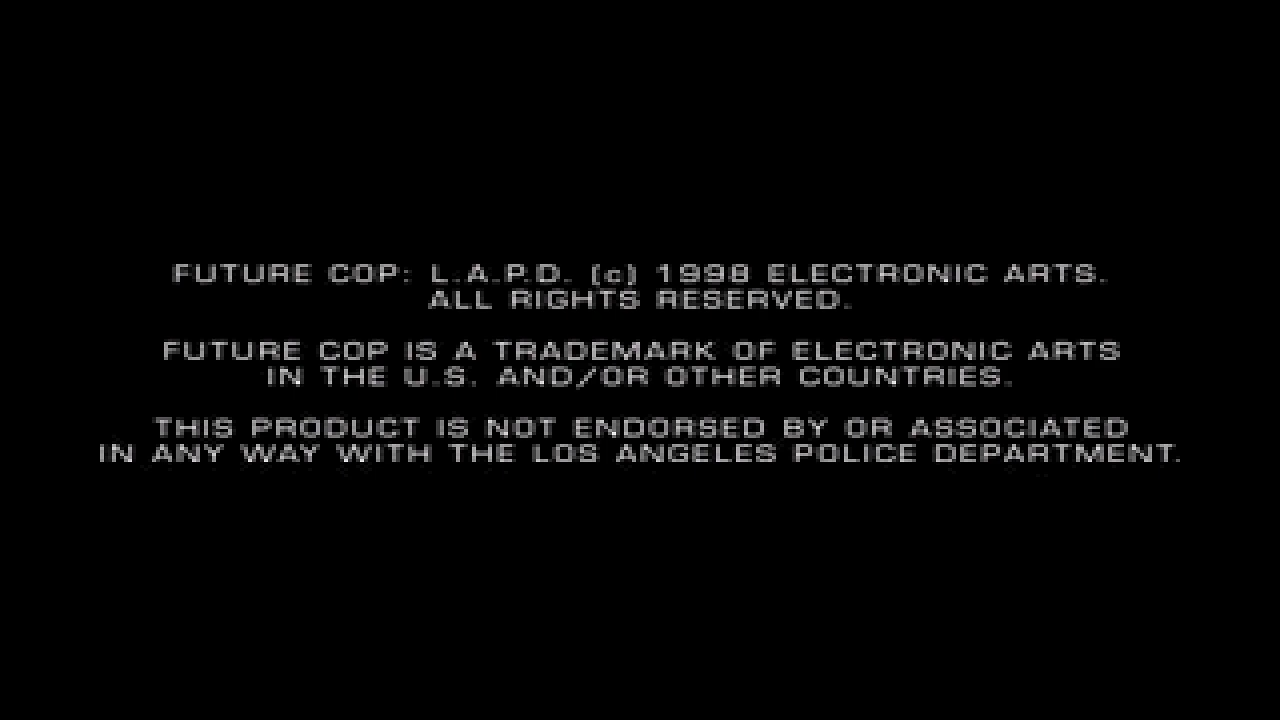 FUTURE COP: L.A.P.D. (c) 1998 ELECTRONIC ARTS.
ALL RIGHTS RESERVED.
FUTURE COP IS A TRADEMARK OF ELECTRONIC ARTS
IN THE U.S. AND/OR OTHER COUNTRIES.
THIS PRODUCT IS NOT ENDORSED BY OR ASSOCIATED
IN ANY WAY WITH THE LOS ANGELES POLICE DEPARTMENT.